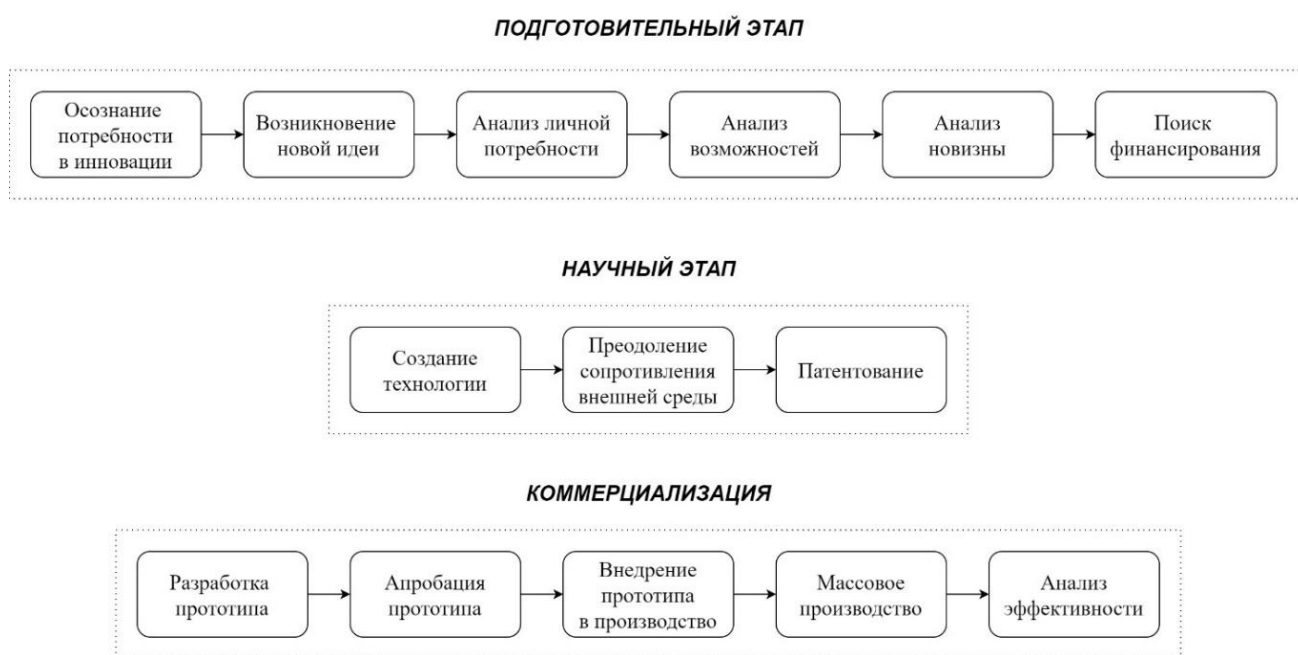 ПОДГОТОВИТЕЛЬНЫЙ ЭТАП
Осознание
потребности
в инновации
Возникновение
новой идеи
Анализ личной
потребности
Анализ
возможностей
Анализ
новизны
Поиск
финансирования
НАУЧНЫЙ ЭТАП
Создание
технологии
Преодоление
сопротивления
внешней среды
Патентование
КОММЕРЦИАЛИЗАЦИЯ
Разработка
прототипа
Апробация
прототипа
Внедрение
прототипа
в производство
Массовое
производство
Анализ
эффективности